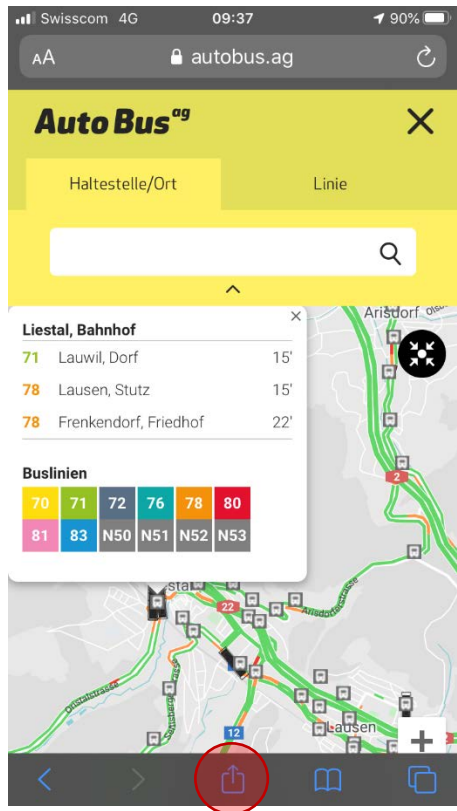 Swisscom 4G 09:37 90%
AA autobus.ag
Auto Bus ag
Haltestelle/Ort Linie
Liestal, Bahnhof
71 Lauwil, Dorf 15'
78 Lausen, Stutz 15'
78 Frenkendorf, Friedhof 22'
Buslinien
70 71 72 76 78 80
81 83 N50 N51 N52 N53
Arisdorf
2
sta
22
Arisdörferstrasse
Lausen
12